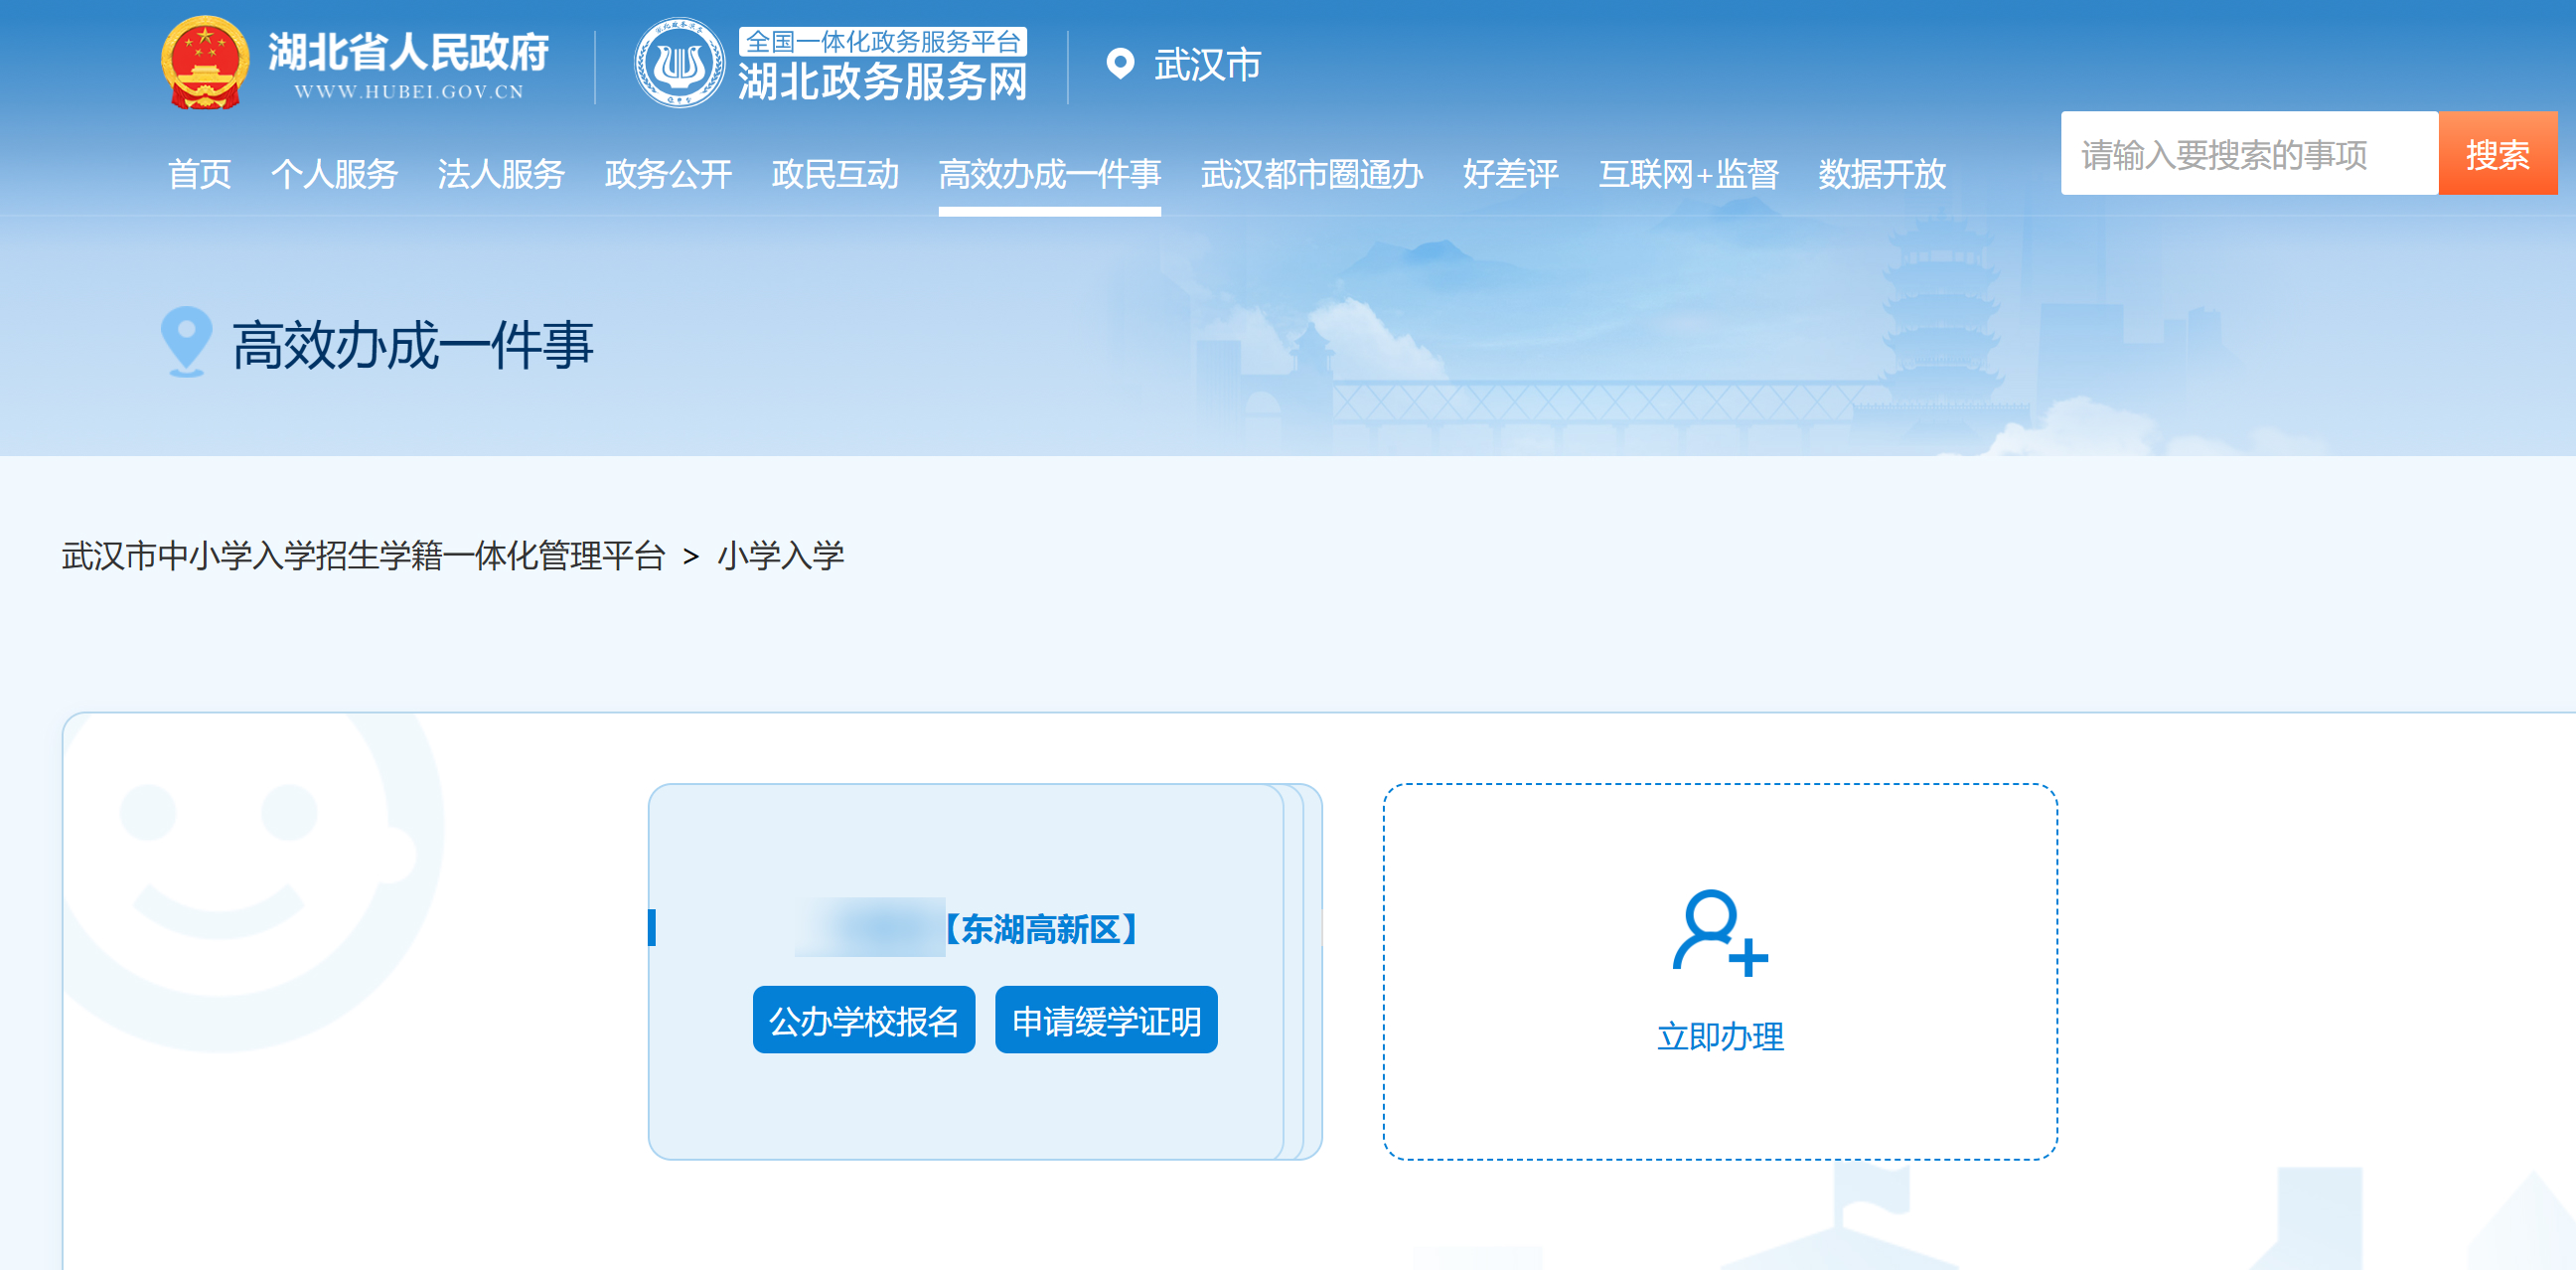 湖北省人民政府
WWW.HUBEI.GOV.CN
全国一体化政务服务平台
湖北政务服务网
武汉市
首页 个人服务 法人服务 政务公开 政民互动 高效办成一件事 武汉都市圈通办 好差评 互联网+监督 数据开放
请输入要搜索的事项 搜索
高效办成一件事
武汉市中小学入学招生学籍一体化管理平台 > 小学入学
【东湖高新区】
公办学校报名 申请缓学证明
立即办理